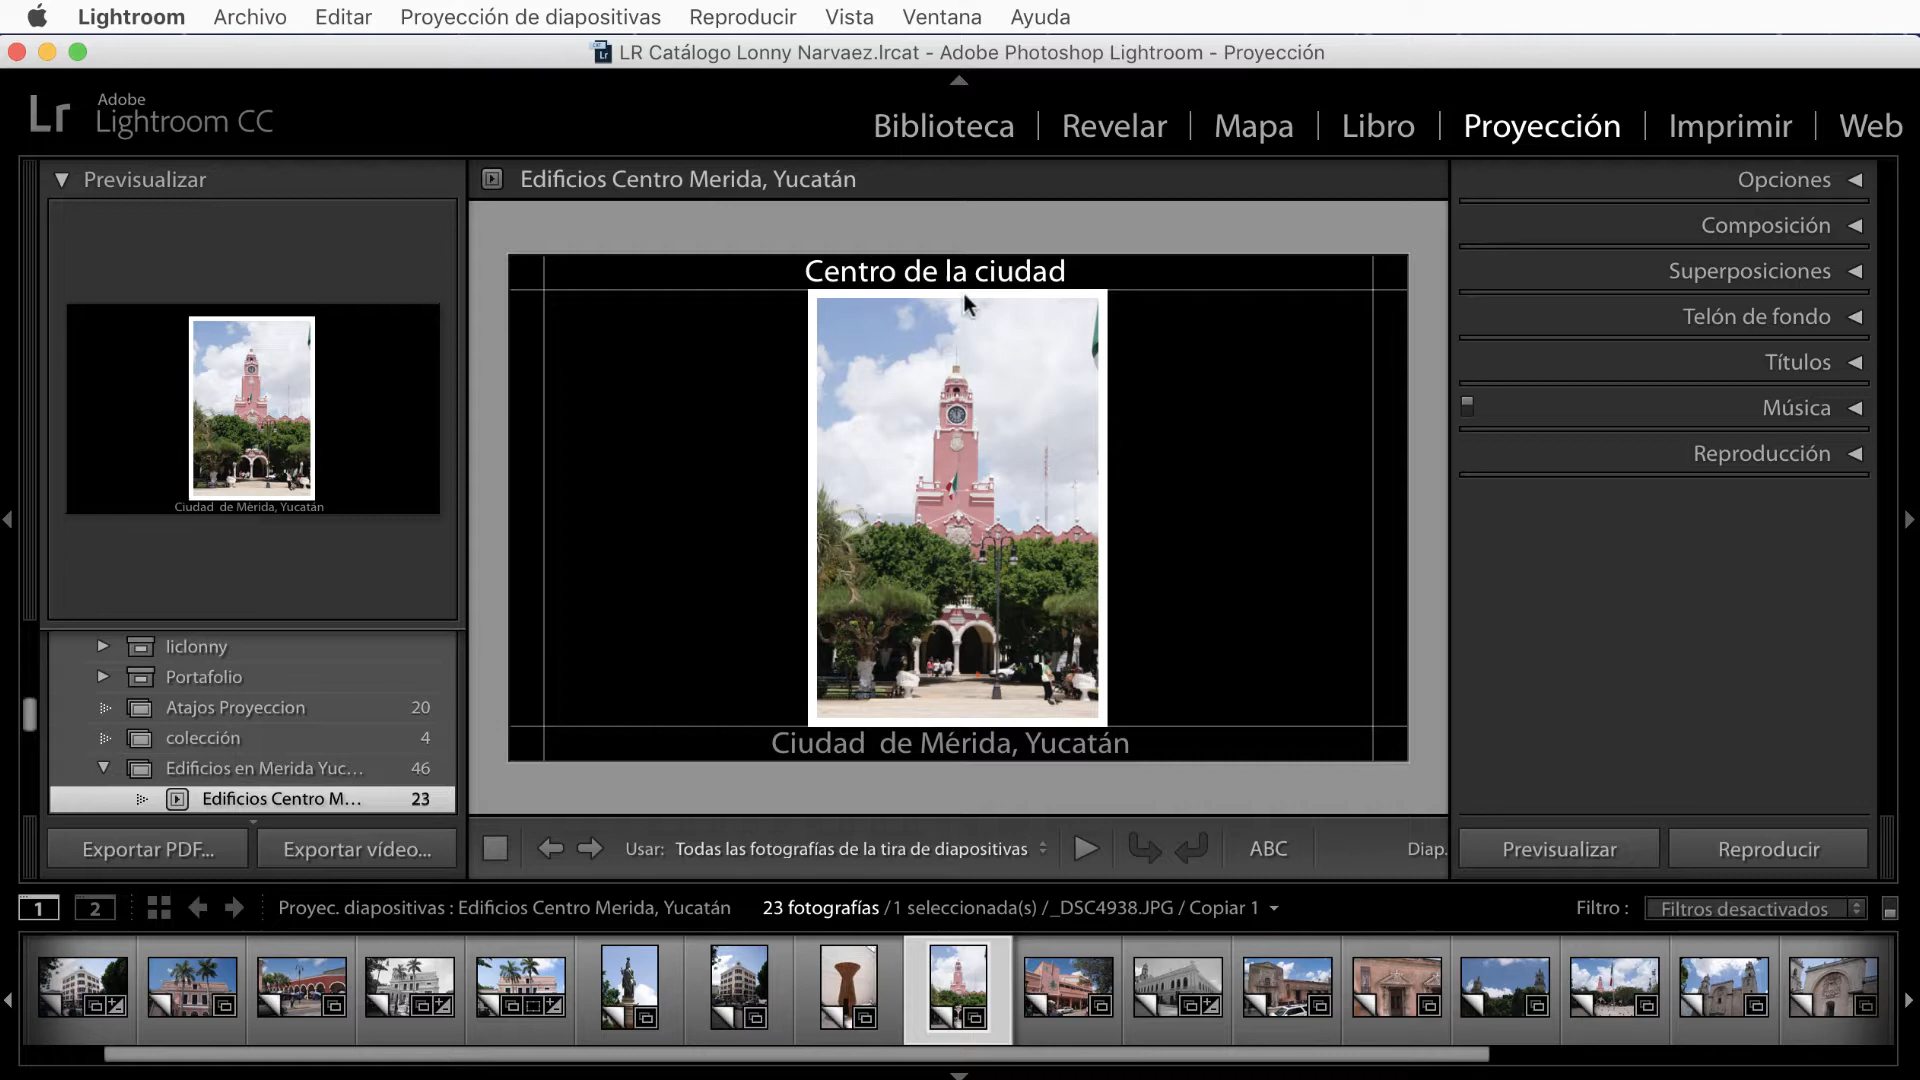 Lightroom Archivo Editar Proyección de diapositivas Reproducir Vista Ventana Ayuda
LR Catálogo Lonny Narvaez.lrcat - Adobe Photoshop Lightroom - Proyección
Lr Adobe
Lightroom CC
Biblioteca | Revelar | Mapa | Libro | Proyección | Imprimir | Web
Previsualizar
Edificios Centro Merida, Yucatán
Opciones
Composición
Superposiciones
Telón de fondo
Títulos
Música
Reproducción
Centro de la ciudad
Ciudad de Mérida, Yucatán
Ciudad de Mérida, Yucatán
liclonny
Portafolio
Atajos Proyeccion 20
colección 4
Edificios en Merida Yuc... 46
Edificios Centro M... 23
Exportar PDF... Exportar vídeo...
Usar: Todas las fotografías de la tira de diapositivas ABC Diap.
Previsualizar Reproducir
1 2 Proyec. diapositivas : Edificios Centro Merida, Yucatán 23 fotografías /1 seleccionada(s) /_DSC4938.JPG / Copiar 1
Filtro : Filtros desactivados